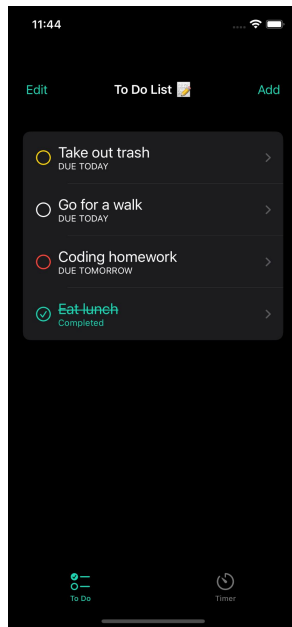 11:44
Edit To Do List 📝 Add
Take out trash
DUE TODAY
Go for a walk
DUE TODAY
Coding homework
DUE TOMORROW
Eat lunch
Completed
To Do Timer